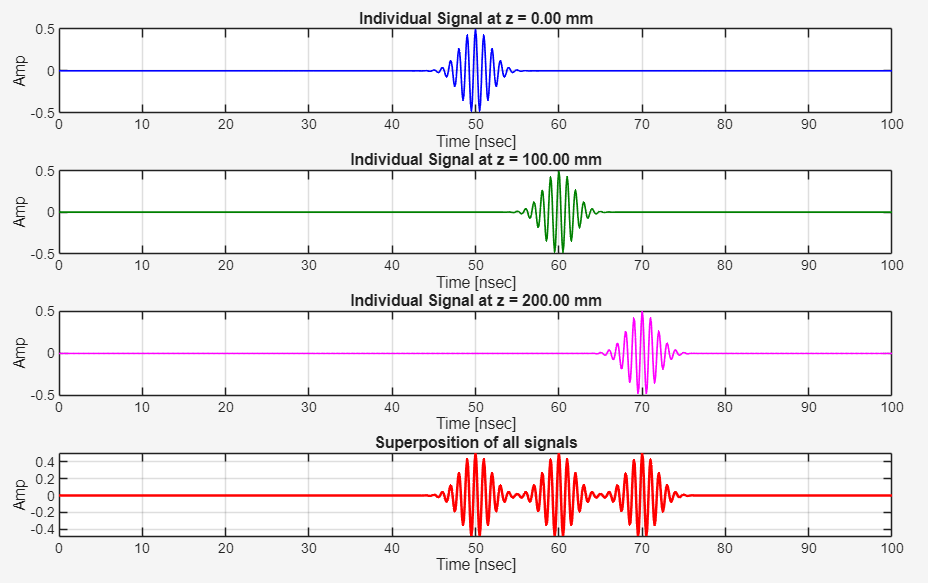 Individual Signal at z = 0.00 mm
0.5
0
-0.5
Amp
0 10 20 30 40 50 60 70 80 90 100
Time [nsec]
Individual Signal at z = 100.00 mm
0.5
0
-0.5
Amp
0 10 20 30 40 50 60 70 80 90 100
Time [nsec]
Individual Signal at z = 200.00 mm
0.5
0
-0.5
Amp
0 10 20 30 40 50 60 70 80 90 100
Time [nsec]
Superposition of all signals
0.4
0.2
0
-0.2
-0.4
Amp
0 10 20 30 40 50 60 70 80 90 100
Time [nsec]